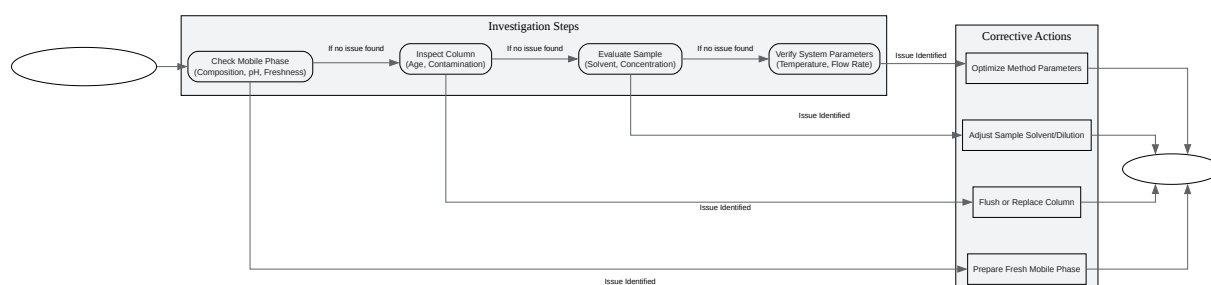 Investigation Steps
Check Mobile Phase
(Composition, pH, Freshness)
If no issue found
Inspect Column
(Age, Contamination)
If no issue found
Evaluate Sample
(Solvent, Concentration)
If no issue found
Verify System Parameters
(Temperature, Flow Rate)
Issue Identified
Corrective Actions
Optimize Method Parameters
Issue Identified
Adjust Sample Solvent/Dilution
Issue Identified
Flush or Replace Column
Issue Identified
Prepare Fresh Mobile Phase